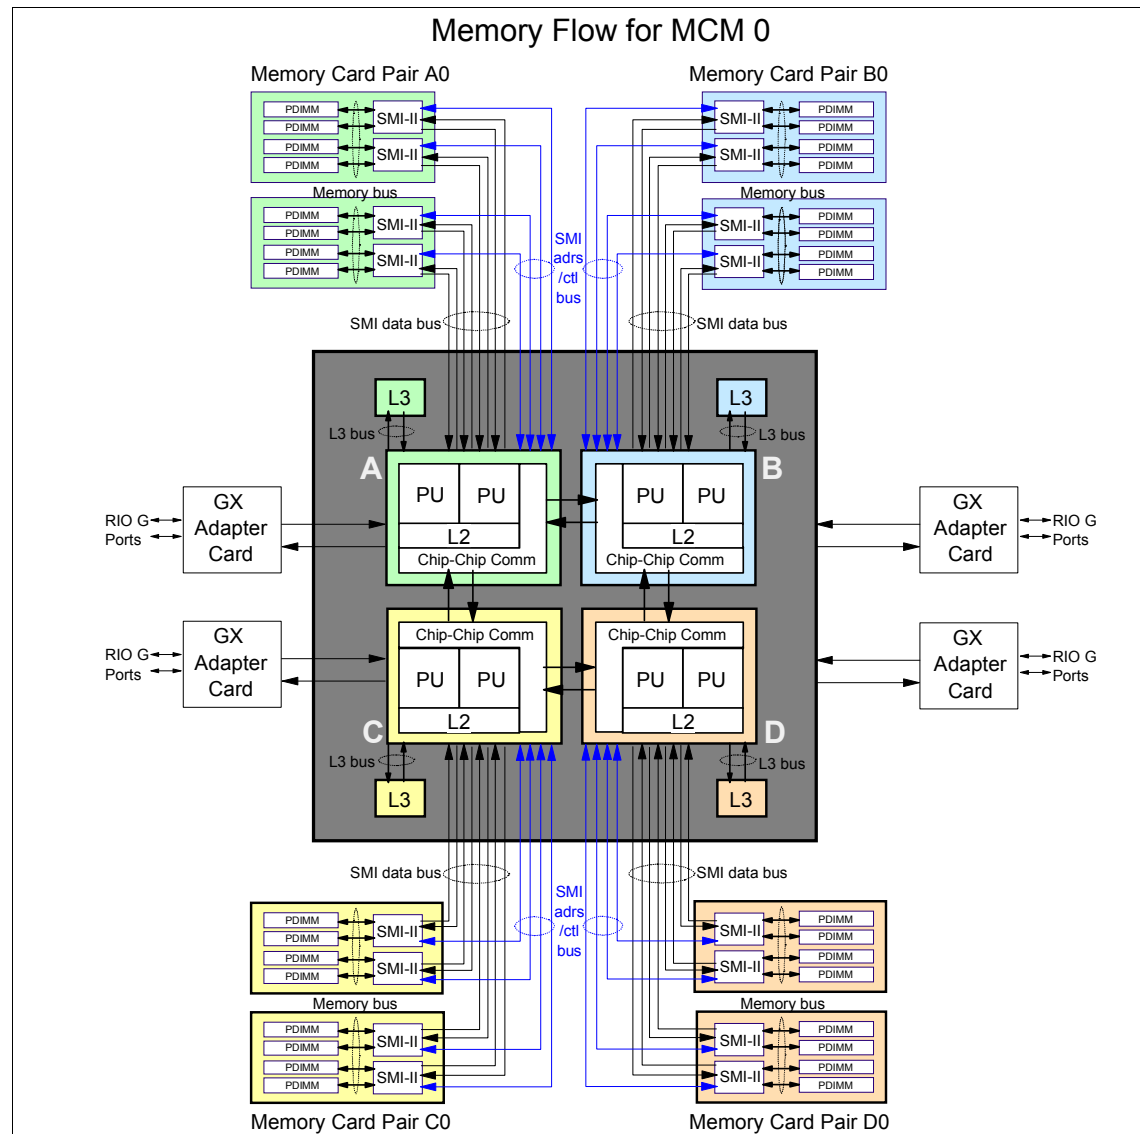 Memory Flow for MCM 0
Memory Card Pair A0
Memory Card Pair B0
PDIMM
PDIMM
SMI-II
PDIMM
PDIMM
SMI-II
SMI-II
PDIMM
PDIMM
SMI-II
PDIMM
PDIMM
Memory bus
Memory bus
PDIMM
PDIMM
SMI-II
PDIMM
PDIMM
SMI-II
SMI-II
PDIMM
PDIMM
SMI-II
PDIMM
PDIMM
SMI
adrs
/ctl
bus
SMI data bus
SMI data bus
L3
L3
L3 bus
L3 bus
A
B
PU
PU
L2
Chip-Chip Comm
PU
PU
L2
Chip-Chip Comm
RIO G
Ports
GX
Adapter
Card
GX
Adapter
Card
RIO G
Ports
Chip-Chip Comm
PU
PU
L2
Chip-Chip Comm
PU
PU
L2
RIO G
Ports
GX
Adapter
Card
GX
Adapter
Card
RIO G
Ports
C
D
L3 bus
L3 bus
L3
L3
SMI data bus
SMI data bus
SMI
adrs
/ctl
bus
PDIMM
PDIMM
SMI-II
PDIMM
PDIMM
SMI-II
SMI-II
PDIMM
PDIMM
SMI-II
PDIMM
PDIMM
Memory bus
Memory bus
PDIMM
PDIMM
SMI-II
PDIMM
PDIMM
SMI-II
SMI-II
PDIMM
PDIMM
SMI-II
PDIMM
PDIMM
Memory Card Pair C0
Memory Card Pair D0